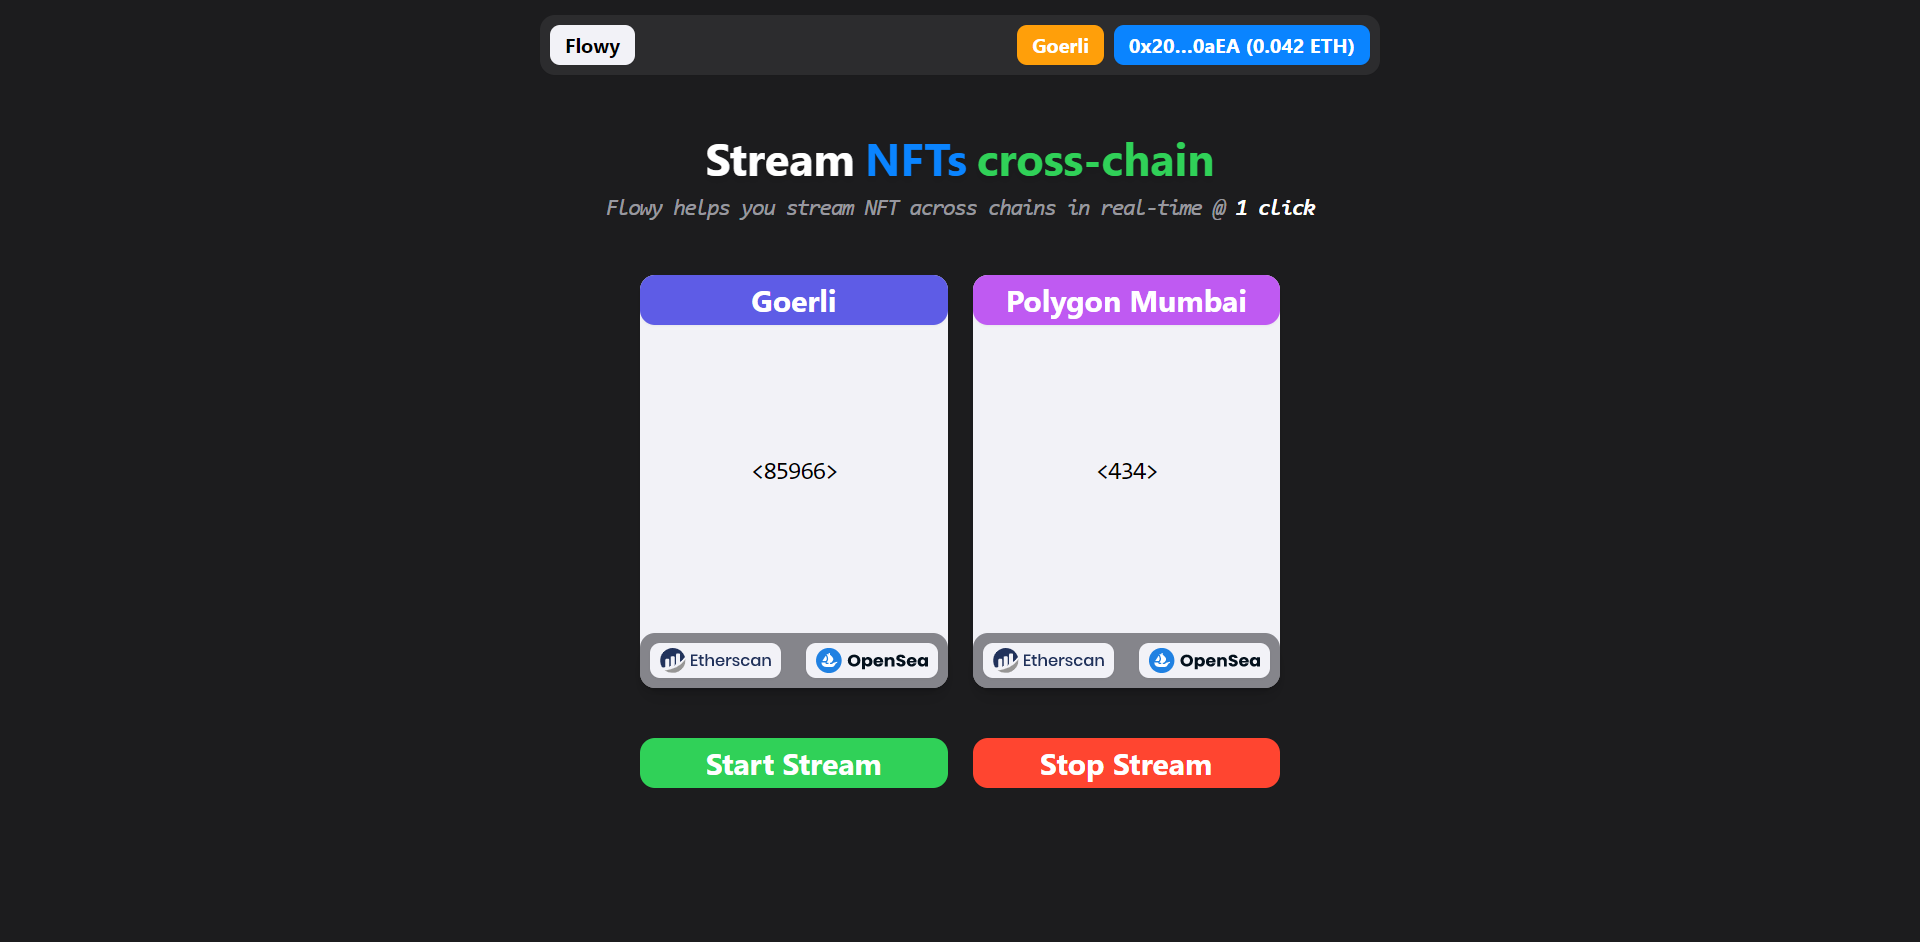 Flowy
Goerli
0x20...0aEA (0.042 ETH)
Stream NFTs cross-chain
Flowy helps you stream NFT across chains in real-time @ 1 click
Goerli
<85966>
Etherscan
OpenSea
Polygon Mumbai
<434>
Etherscan
OpenSea
Start Stream
Stop Stream